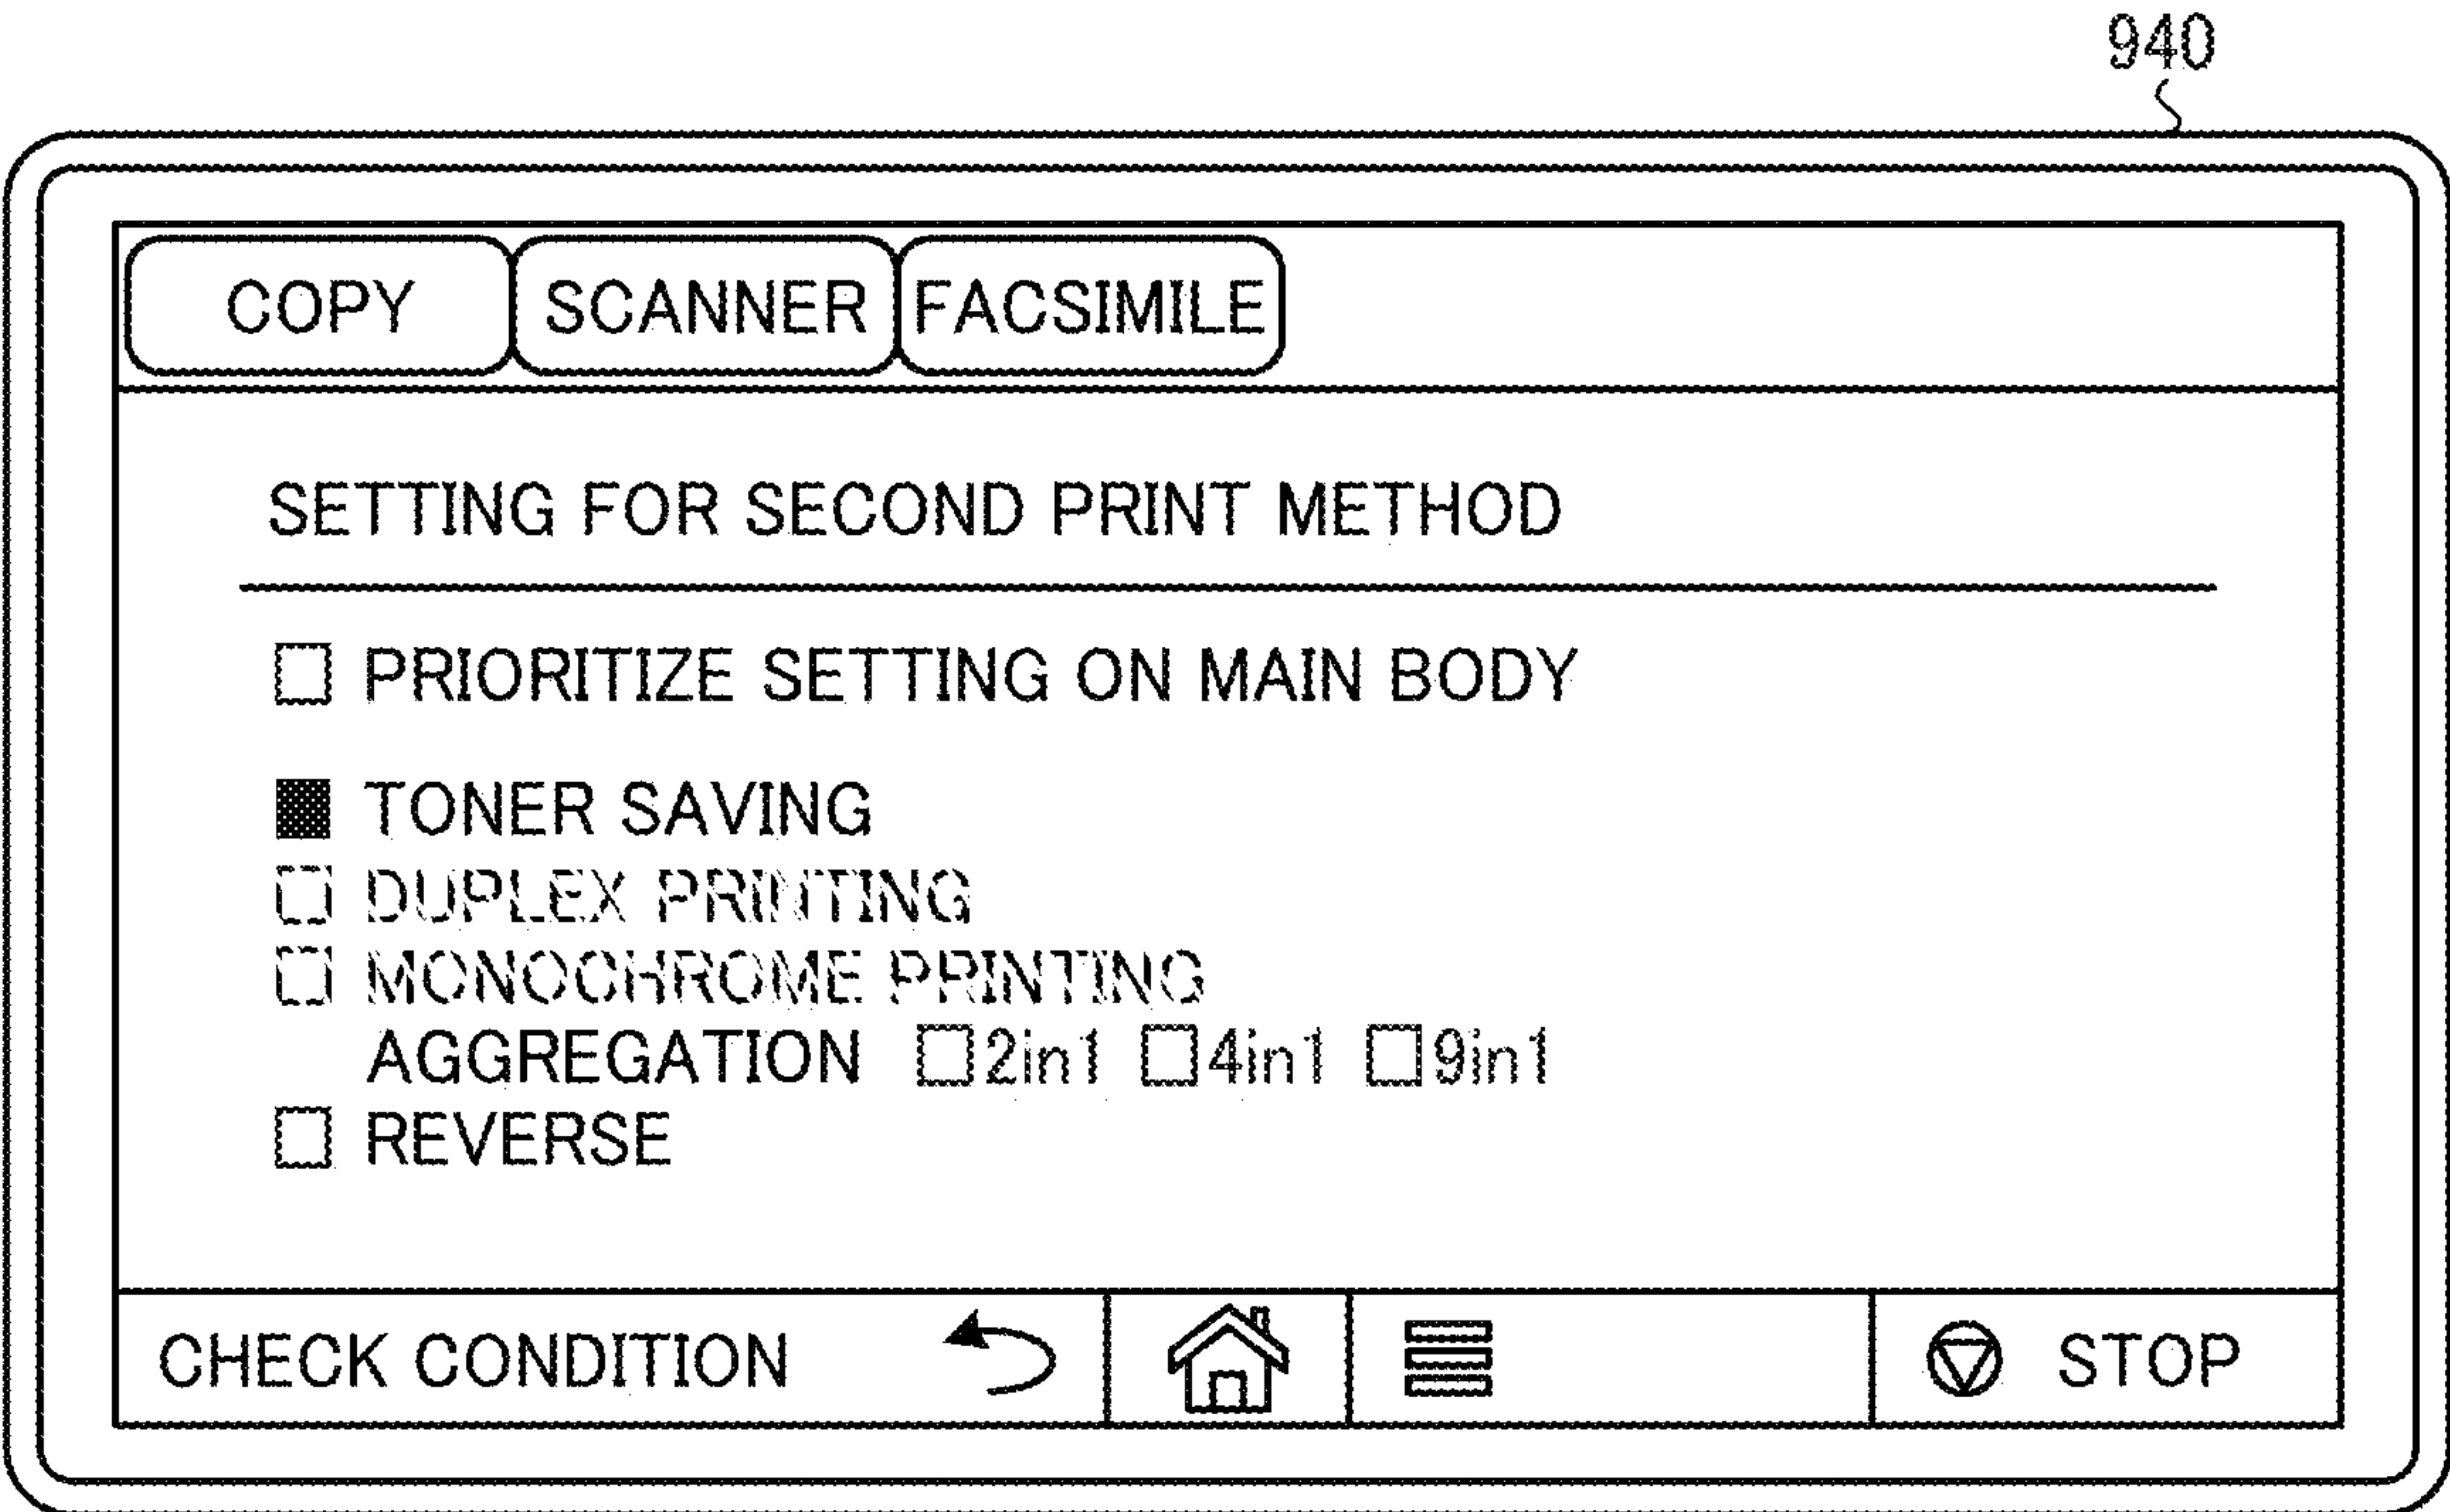 940
COPY SCANNER FACSIMILE
SETTING FOR SECOND PRINT METHOD
PRIORITIZE SETTING ON MAIN BODY
TONER SAVING
DUPLEX PRINTING
MONOCHROME PRINTING
AGGREGATION 2in1 4in1 9in1
REVERSE
CHECK CONDITION STOP